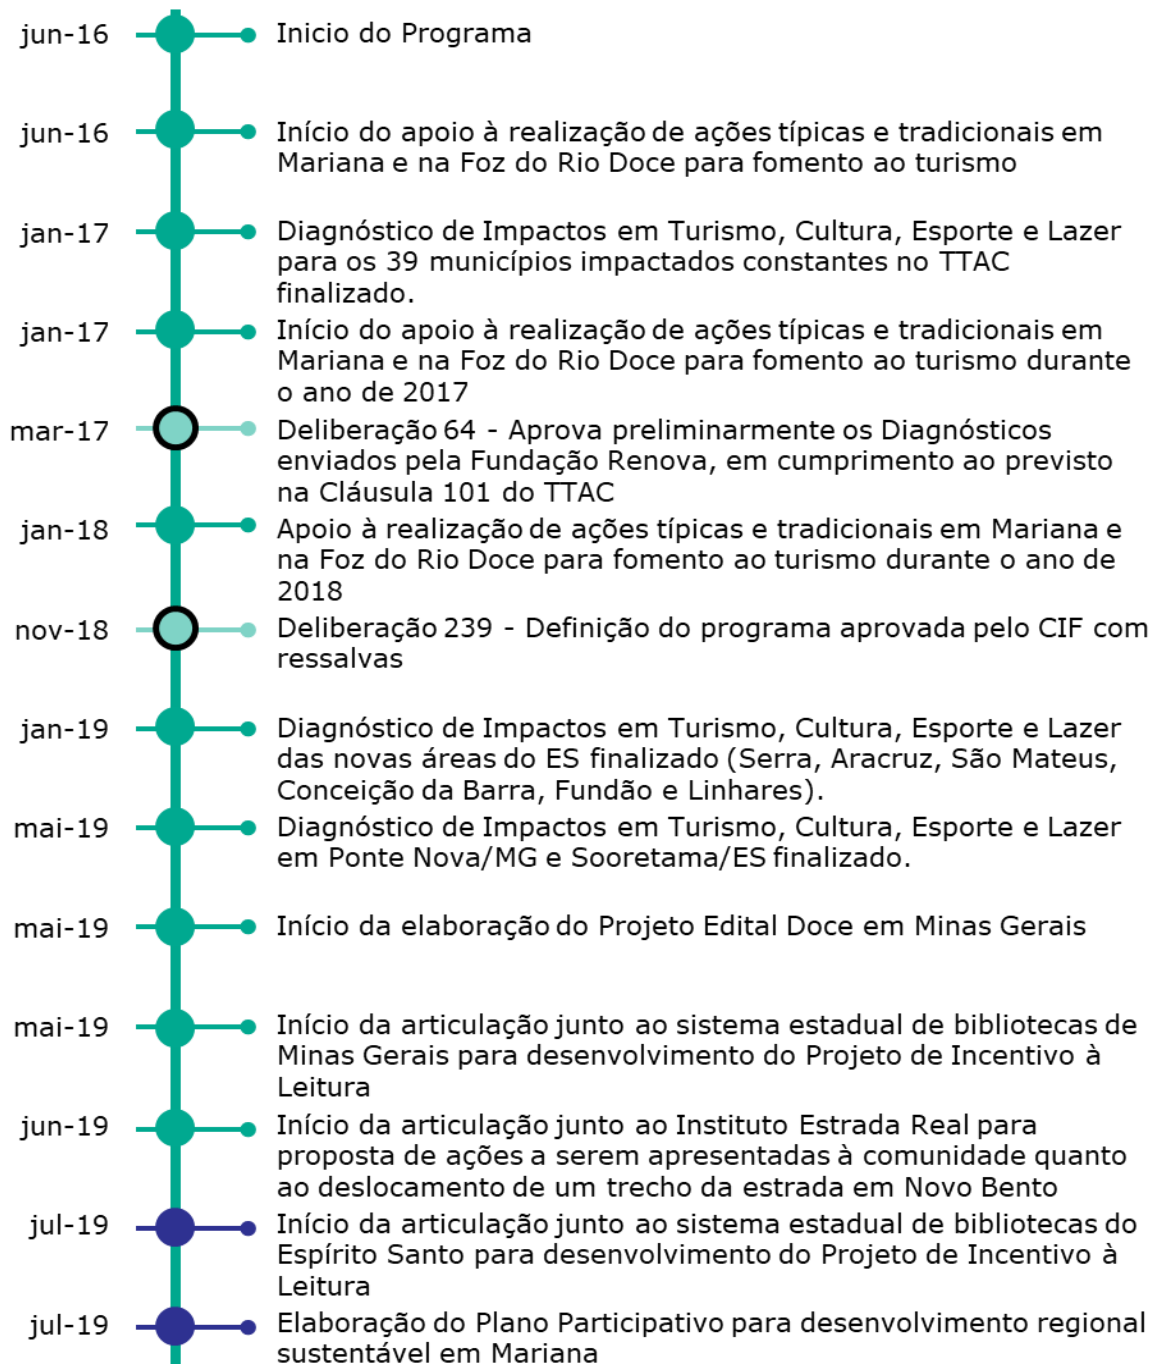 jun-16
Inicio do Programa
jun-16
Início do apoio à realização de ações típicas e tradicionais em
Mariana e na Foz do Rio Doce para fomento ao turismo
jan-17
Diagnóstico de Impactos em Turismo, Cultura, Esporte e Lazer
para os 39 municípios impactados constantes no TTAC
finalizado.
jan-17
Início do apoio à realização de ações típicas e tradicionais em
Mariana e na Foz do Rio Doce para fomento ao turismo durante
o ano de 2017
mar-17
Deliberação 64 - Aprova preliminarmente os Diagnósticos
enviados pela Fundação Renova, em cumprimento ao previsto
na Cláusula 101 do TTAC
jan-18
Apoio à realização de ações típicas e tradicionais em Mariana e
na Foz do Rio Doce para fomento ao turismo durante o ano de
2018
nov-18
Deliberação 239 - Definição do programa aprovada pelo CIF com
ressalvas
jan-19
Diagnóstico de Impactos em Turismo, Cultura, Esporte e Lazer
das novas áreas do ES finalizado (Serra, Aracruz, São Mateus,
Conceição da Barra, Fundão e Linhares).
mai-19
Diagnóstico de Impactos em Turismo, Cultura, Esporte e Lazer
em Ponte Nova/MG e Sooretama/ES finalizado.
mai-19
Início da elaboração do Projeto Edital Doce em Minas Gerais
mai-19
Início da articulação junto ao sistema estadual de bibliotecas de
Minas Gerais para desenvolvimento do Projeto de Incentivo à
Leitura
jun-19
Início da articulação junto ao Instituto Estrada Real para
proposta de ações a serem apresentadas à comunidade quanto
ao deslocamento de um trecho da estrada em Novo Bento
jul-19
Início da articulação junto ao sistema estadual de bibliotecas do
Espírito Santo para desenvolvimento do Projeto de Incentivo à
Leitura
jul-19
Elaboração do Plano Participativo para desenvolvimento regional
sustentável em Mariana